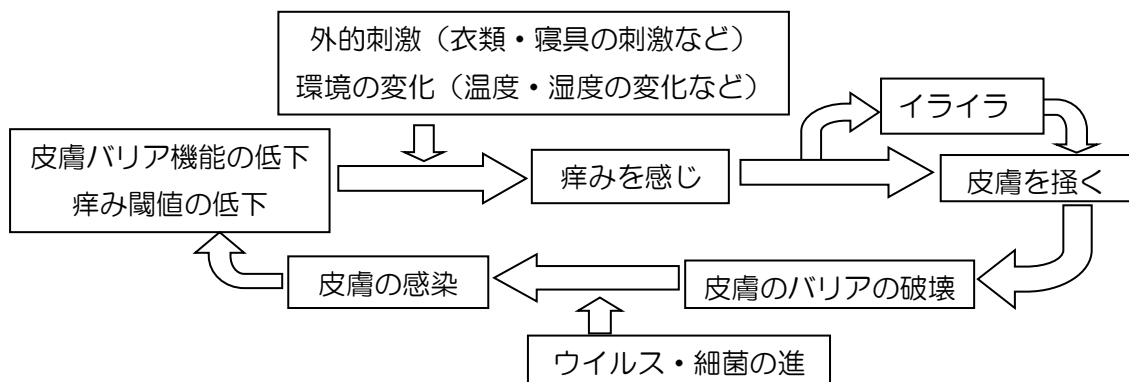 外的刺激（衣類・寝具の刺激など）
環境の変化（温度・湿度の変化など）
イライラ
皮膚バリア機能の低下
痒み閾値の低下
痒みを感じ
皮膚を掻く
皮膚の感染
皮膚のバリアの破壊
ウイルス・細菌の進